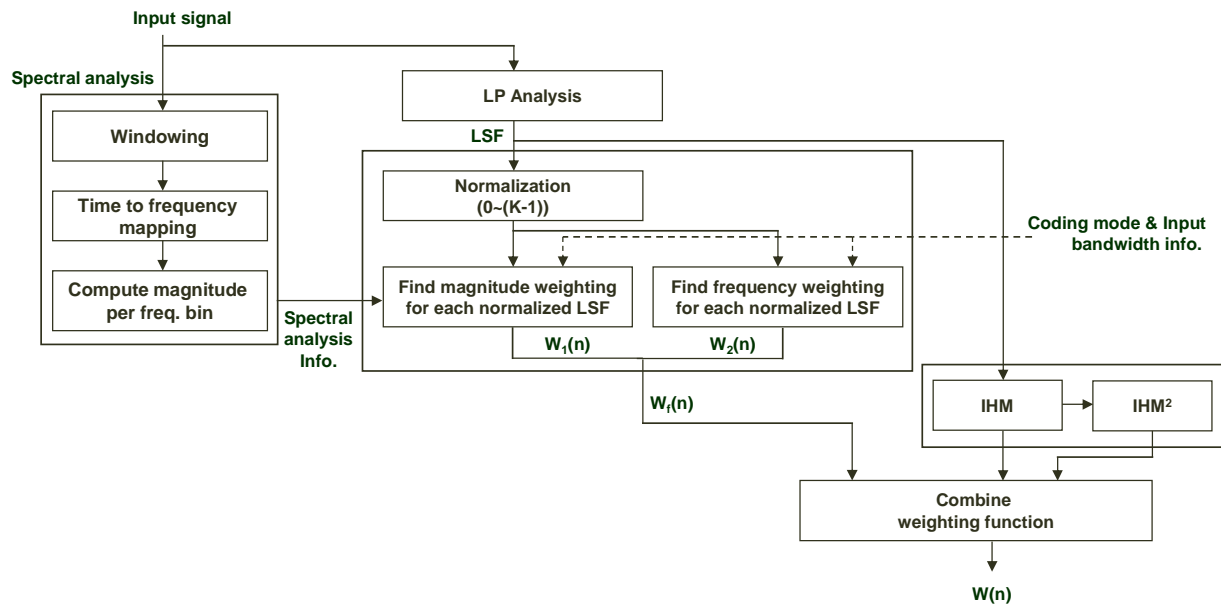 Input signal
Spectral analysis
LP Analysis
Windowing
LSF
Normalization
(0~(K-1))
Time to frequency
mapping
Coding mode & Input
bandwidth info.
Compute magnitude
per freq. bin
Find magnitude weighting
for each normalized LSF
Find frequency weighting
for each normalized LSF
Spectral
analysis
Info.
W₁(n)
W₂(n)
W_f(n)
IHM
IHM²
Combine
weighting function
W(n)